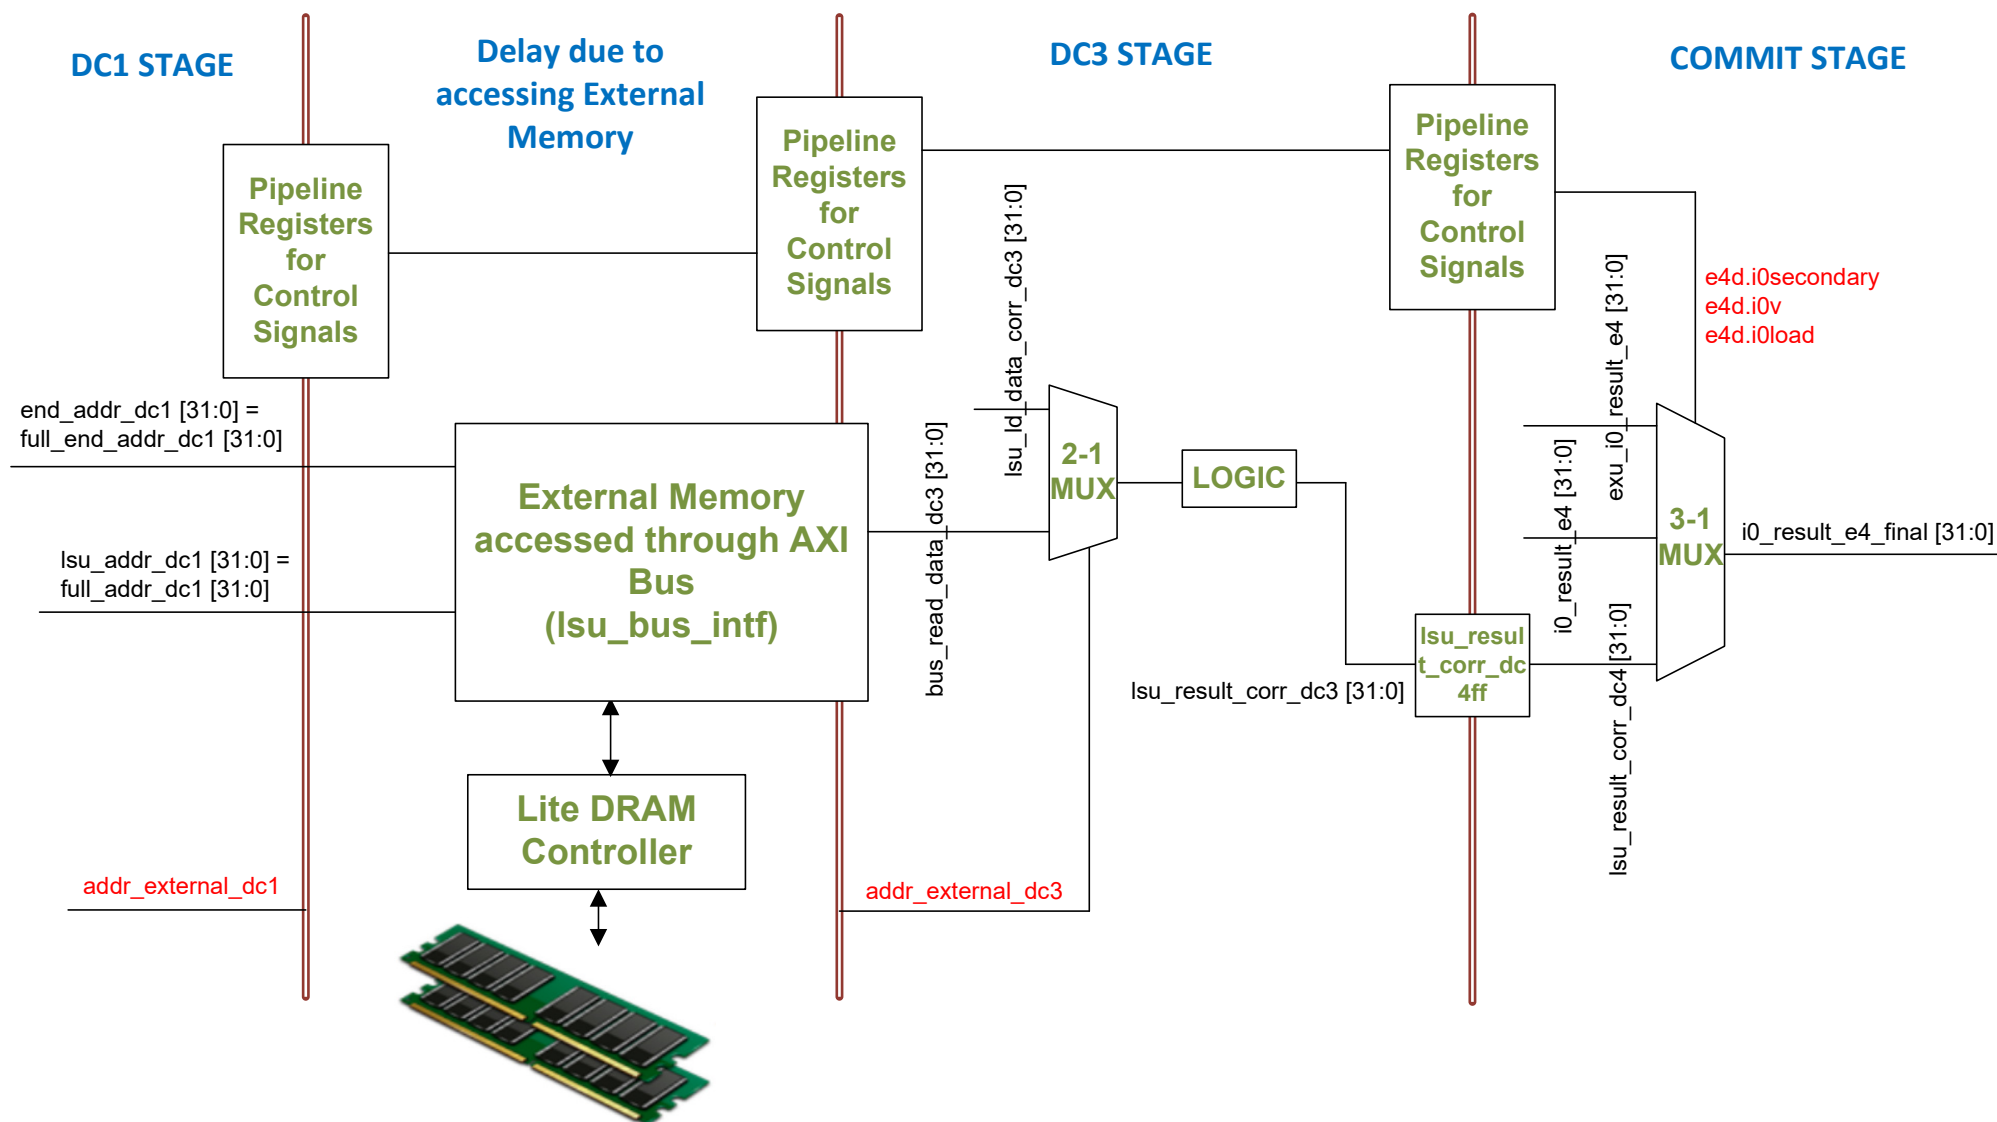 DC1 STAGE
Delay due to
accessing External
Memory
DC3 STAGE
COMMIT STAGE
Pipeline
Registers
for
Control
Signals
Pipeline
Registers
for
Control
Signals
Pipeline
Registers
for
Control
Signals
e4d.i0secondary
e4d.i0v
e4d.i0load
end_addr_dc1 [31:0] =
full_end_addr_dc1 [31:0]
lsu_addr_dc1 [31:0] =
full_addr_dc1 [31:0]
External Memory
accessed through AXI
Bus
(lsu_bus_intf)
bus_read_data_dc3 [31:0]
lsu_ld_data_corr_dc3 [31:0]
2-1
MUX
LOGIC
lsu_result_corr_dc3 [31:0]
lsu_resul
t_corr_dc
4ff
exu_i0_result_e4 [31:0]
i0_result_e4 [31:0]
lsu_result_corr_dc4 [31:0]
3-1
MUX
i0_result_e4_final [31:0]
Lite DRAM
Controller
addr_external_dc1
addr_external_dc3